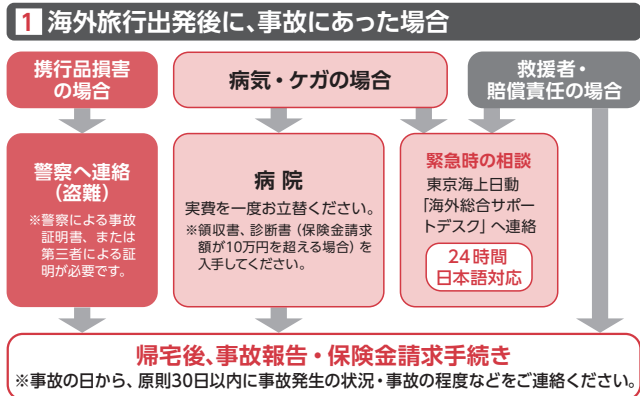 1 海外旅行出発後に、事故にあった場合
携行品損害
の場合
病気・ケガの場合
救援者・
賠償責任の場合
警察へ連絡
(盗難)
※警察による事故
証明書、または
第三者による証
明が必要です。
病院
実費を一度お立替ください。
※領収書、診断書(保険金請求
額が10万円を超える場合)を
入手してください。
緊急時の相談
東京海上日動
「海外総合サポー
トデスク」へ連絡
24時間
日本語対応
帰宅後、事故報告・保険金請求手続き
※事故の日から、原則30日以内に事故発生の状況・事故の程度などをご連絡ください。